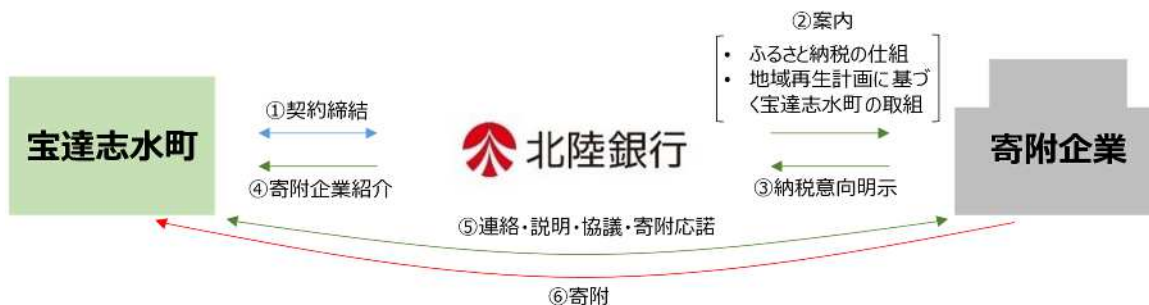 ②案内
・ ふるさと納税の仕組
・ 地域再生計画に基づ
く宝達志水町の取組
宝達志水町
①契約締結
④寄附企業紹介
北陸銀行
③納税意向明示
寄附企業
⑤連絡・説明・協議・寄附応諾
⑥寄附